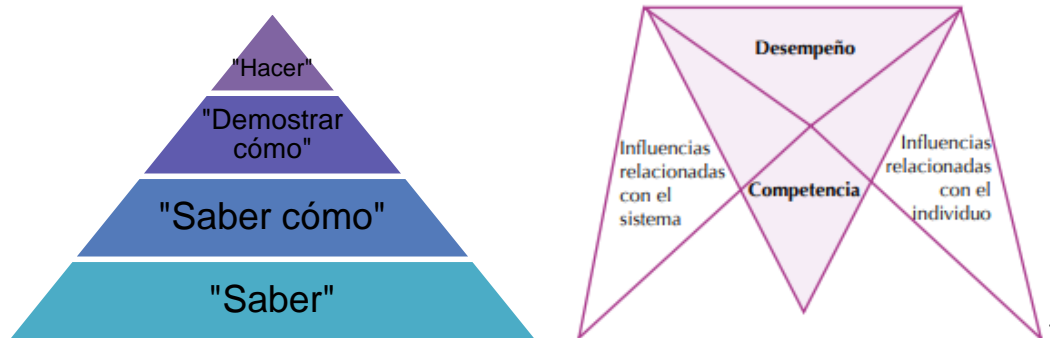 "Hacer"
"Demostrar
cómo"
"Saber cómo"
"Saber"
Desempeño
Influencias
relacionadas
con el
sistema
Competencia
Influencias
relacionadas
con el
individuo